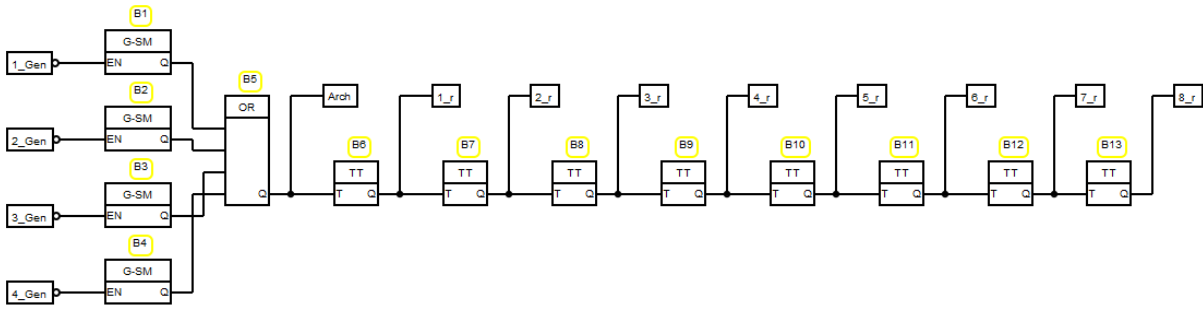 B1
G-SM
1_Gen
EN Q
B2
G-SM
2_Gen
EN Q
B3
G-SM
3_Gen
EN Q
B4
G-SM
4_Gen
EN Q
B5
OR
Q
Arch
B6
TT
T Q
1_r
B7
TT
T Q
2_r
B8
TT
T Q
3_r
B9
TT
T Q
4_r
B10
TT
T Q
5_r
B11
TT
T Q
6_r
B12
TT
T Q
7_r
B13
TT
T Q
8_r